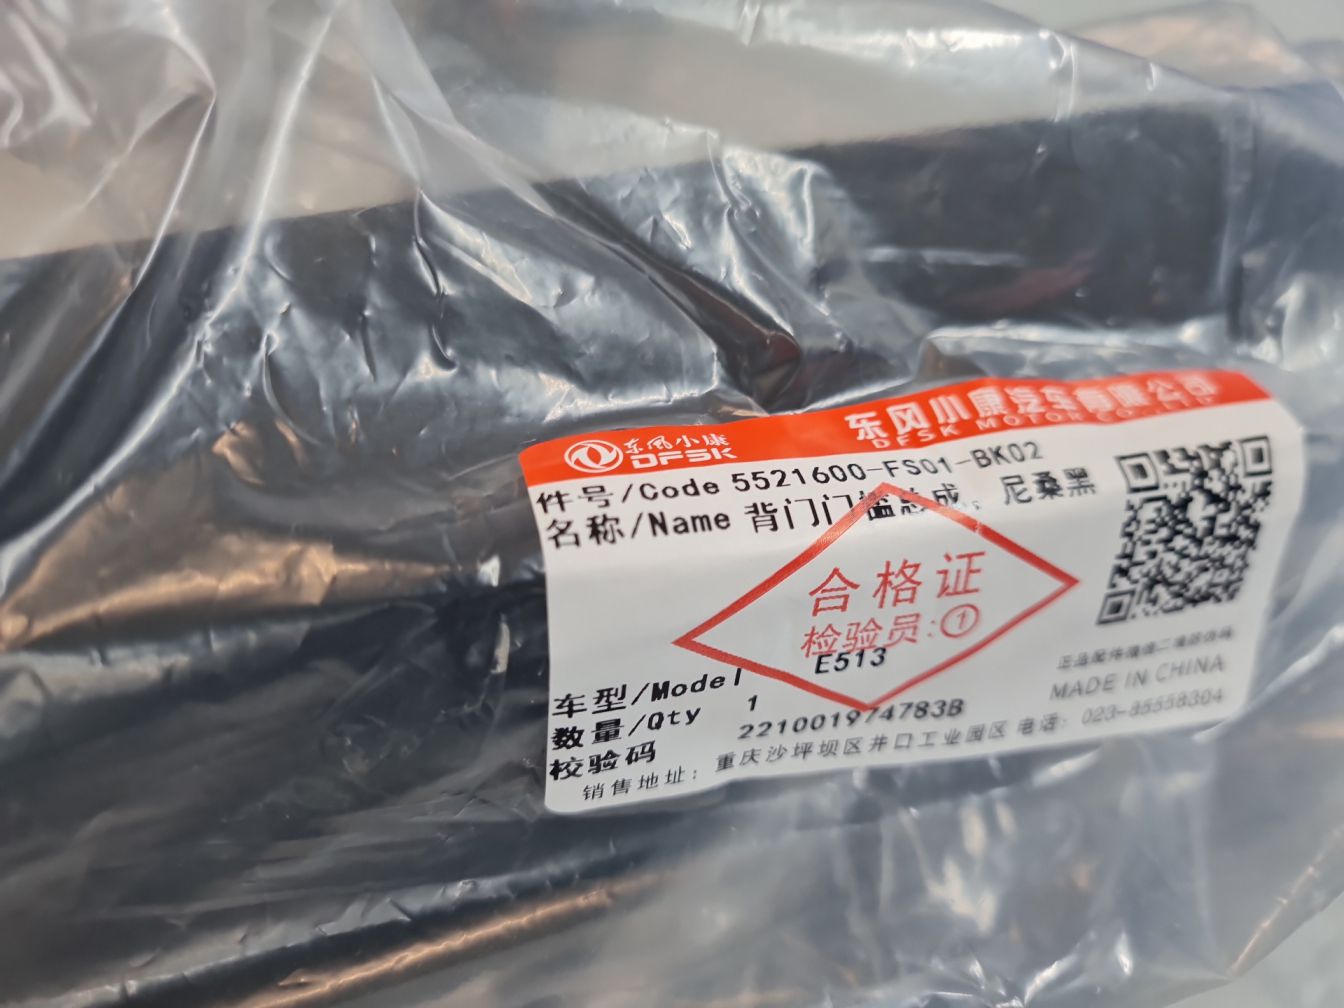 东风小康
DFSK
东风小康汽车有限公司
DFSK MOTOR CO.,LTD
件号/Code 5521600-FS01-BK02
名称/Name 背门门槛总成，尼桑黑
合格证
检验员:①
车型/Model E513
数量/Qty 1
校验码 2210019747​83B
销售地址: 重庆沙坪坝区井口工业园区 电话: 023-85558304
MADE IN CHINA